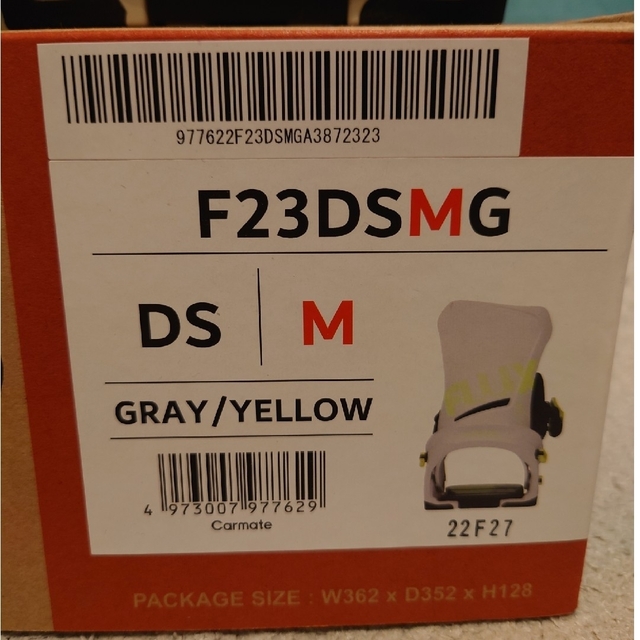 977622F23DSMGA3872323
F23DSMG
DS
M
GRAY/YELLOW
4 973007 977629
Carmate
22F27
PACKAGE SIZE : W362 x D352 x H128